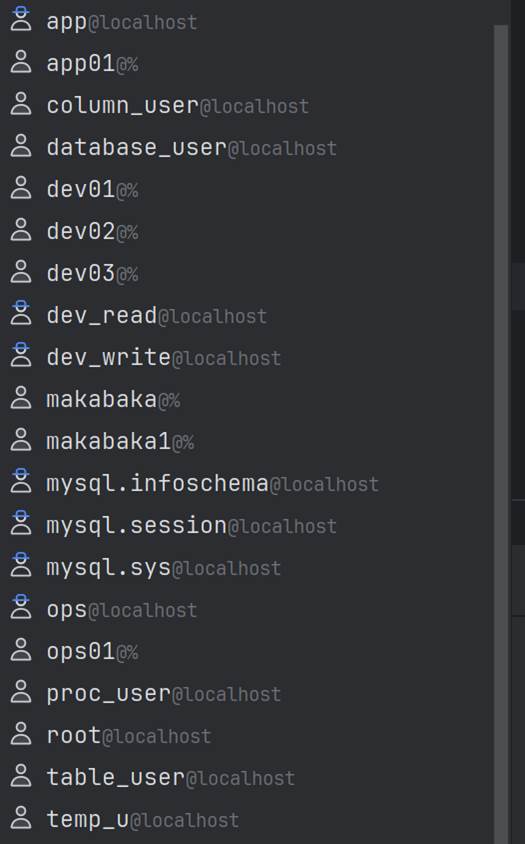 app@localhost
app01@%
column_user@localhost
database_user@localhost
dev01@%
dev02@%
dev03@%
dev_read@localhost
dev_write@localhost
makabaka@%
makabaka1@%
mysql.infoschema@localhost
mysql.session@localhost
mysql.sys@localhost
ops@localhost
ops01@%
proc_user@localhost
root@localhost
table_user@localhost
temp_u@localhost